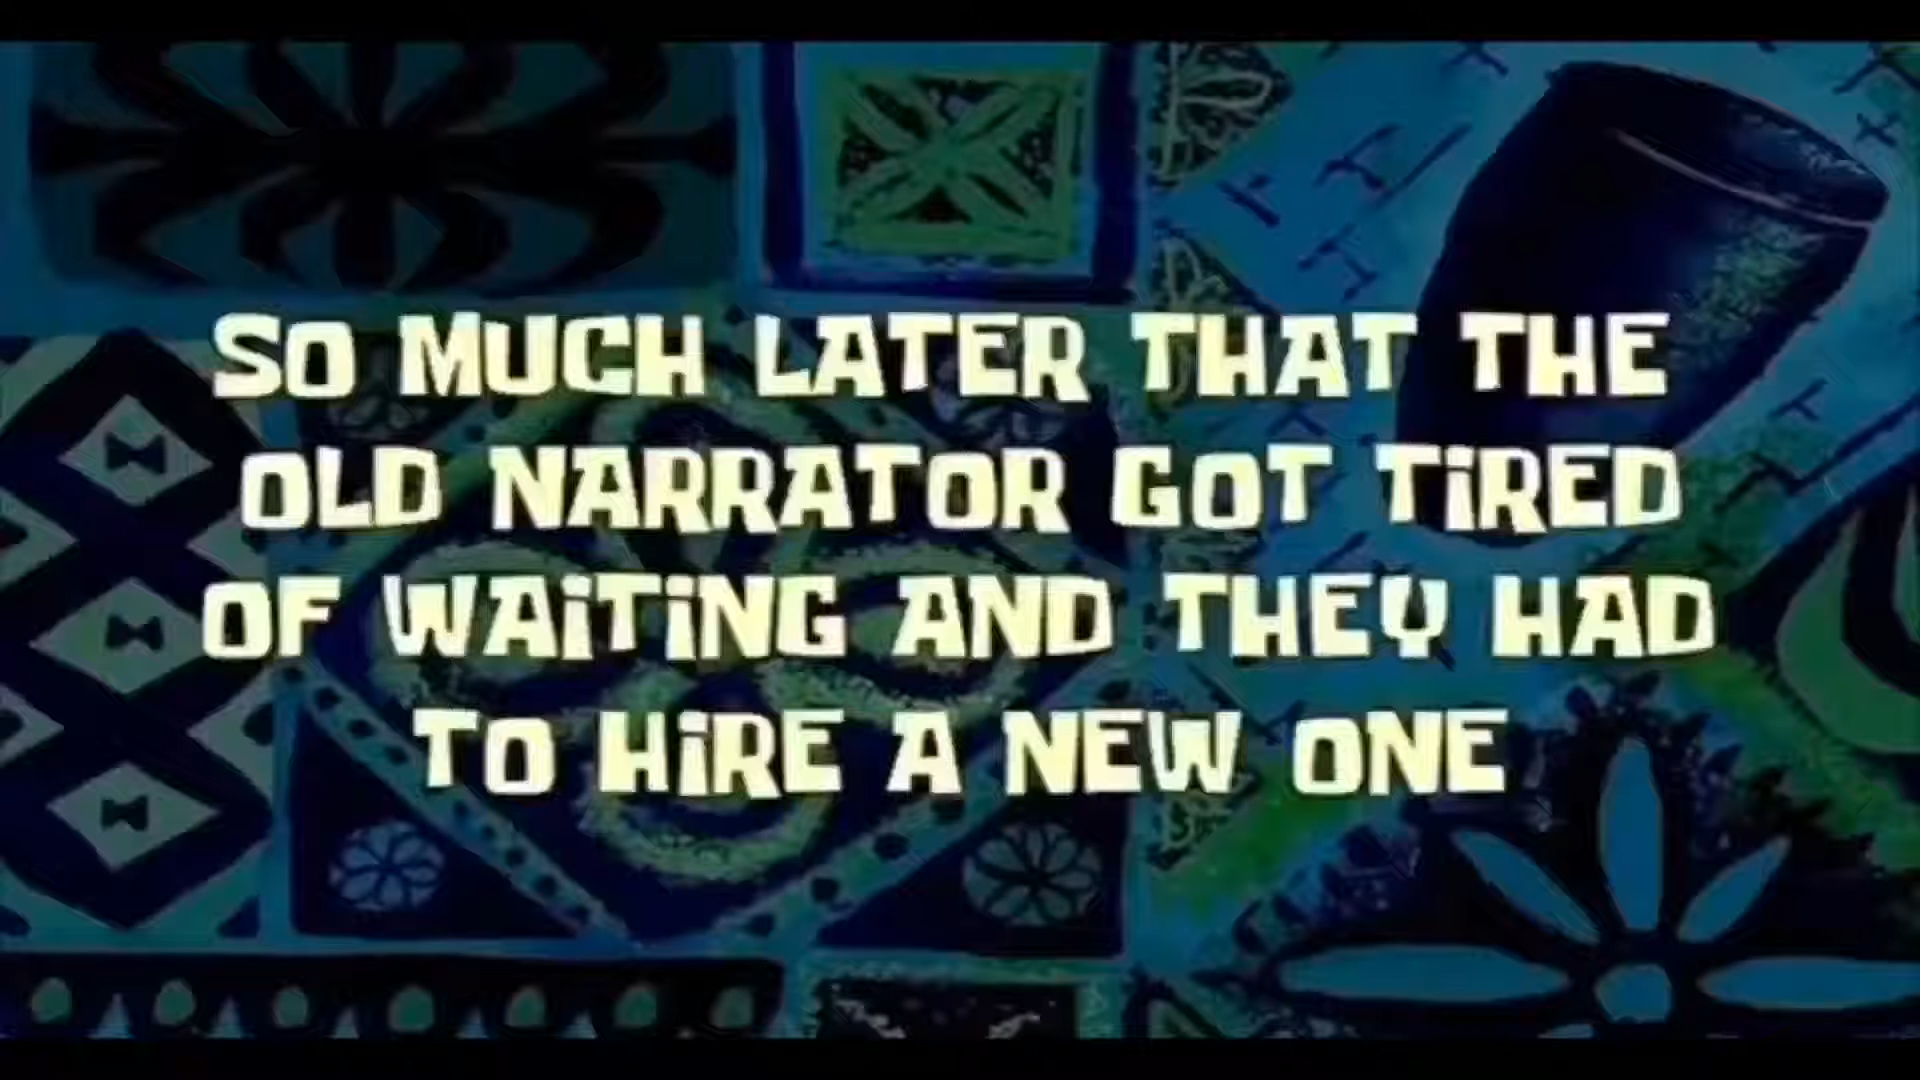 SO MUCH LATER THAT THE
OLD NARRATOR GOT TiRED
OF WAiTiNG AND THEY HAD
TO HiRE A NEW ONE